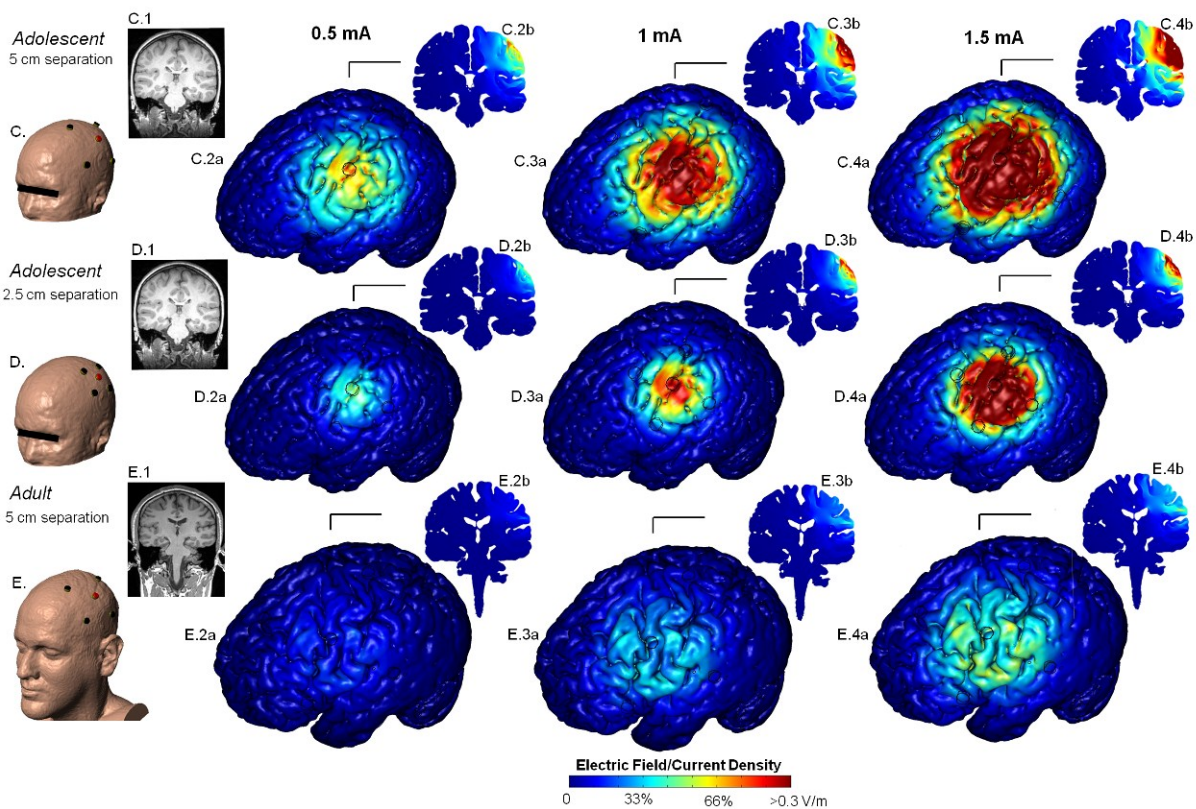 C.1
Adolescent
5 cm separation
0.5 mA
C.2b
1 mA
C.3b
1.5 mA
C.4b
C.
C.2a
C.3a
C.4a
D.1
Adolescent
2.5 cm separation
D.2b
D.3b
D.4b
D.
D.2a
D.3a
D.4a
E.1
Adult
5 cm separation
E.2b
E.3b
E.4b
E.
E.2a
E.3a
E.4a
Electric Field/Current Density
0 33% 66% >0.3 V/m